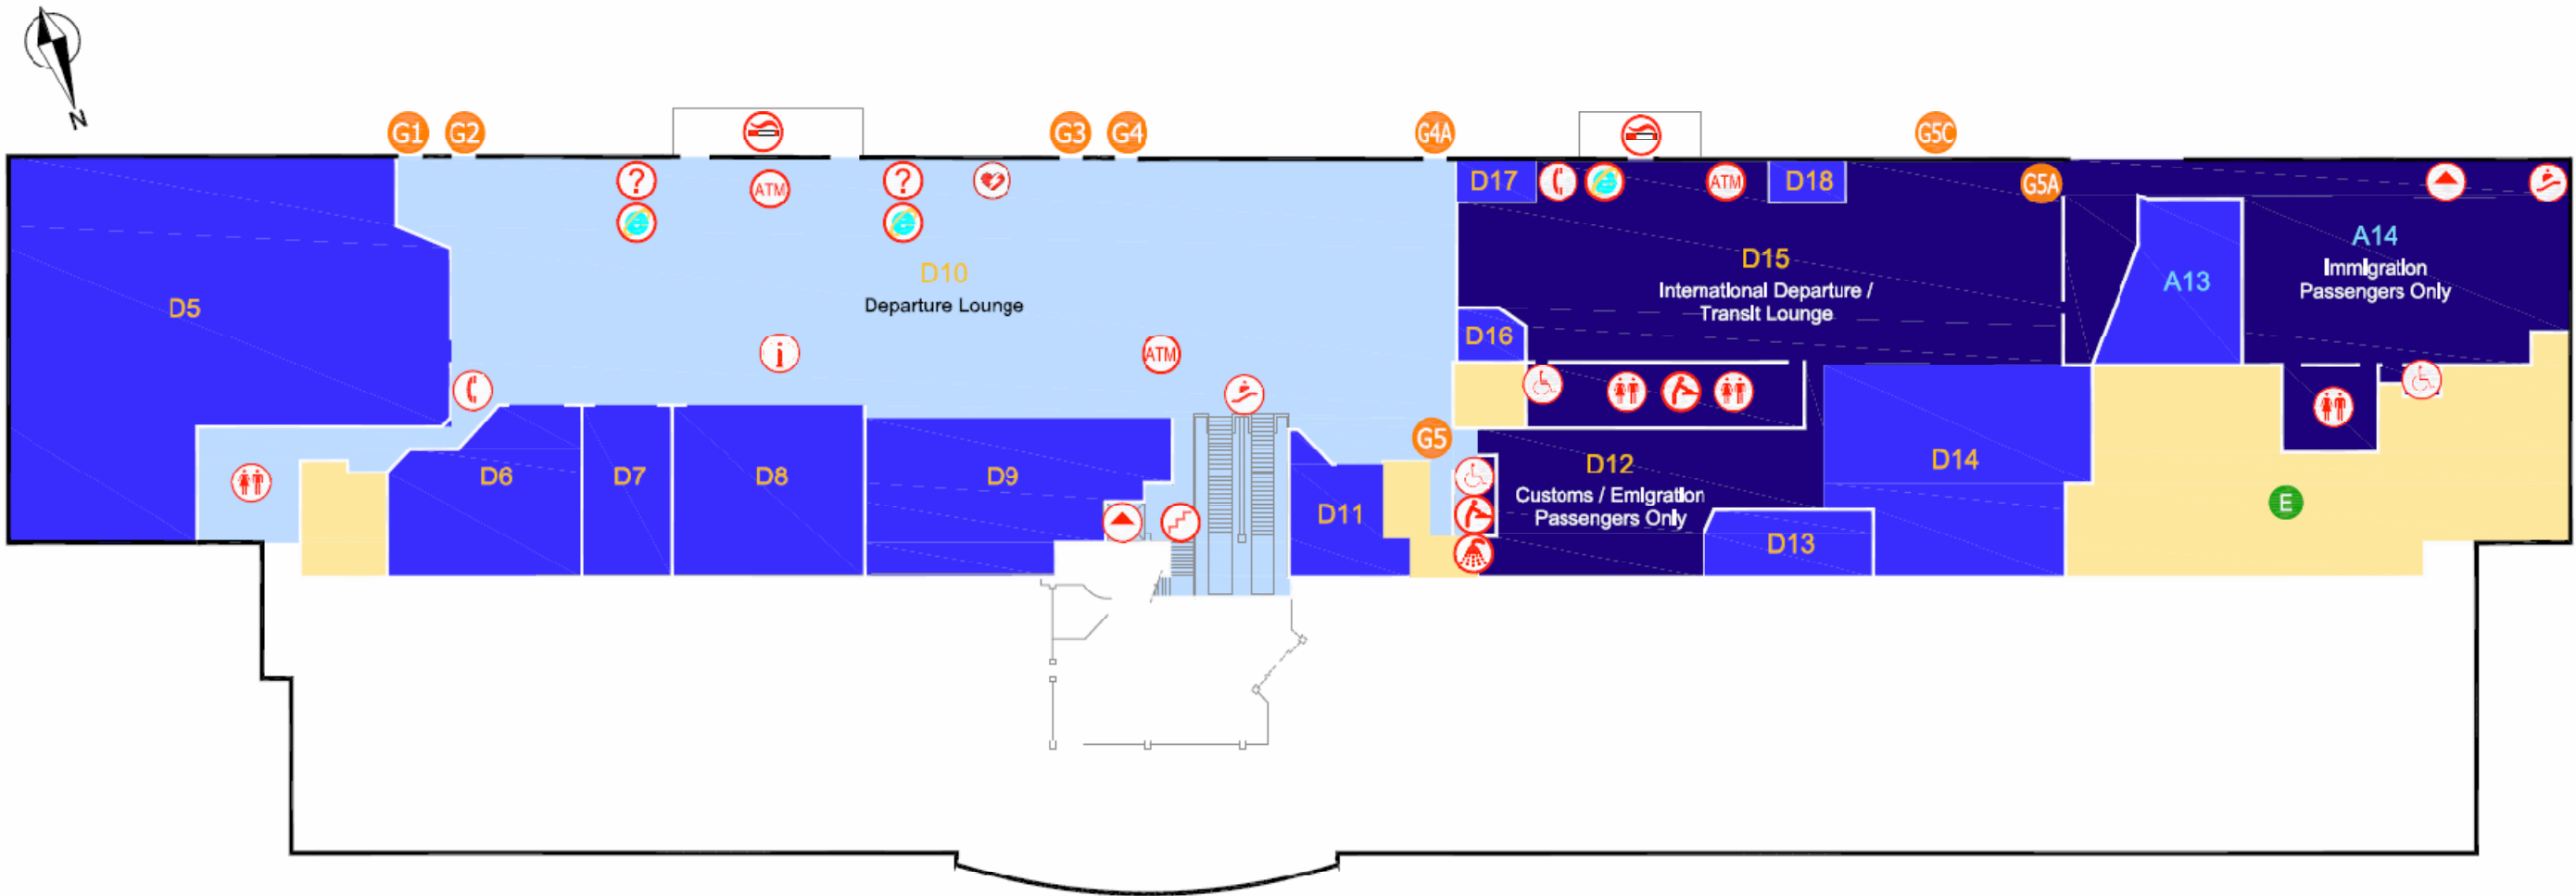 N
G1
G2
G3
G4
G4A
G5C
?
ATM
?
D17
ATM
D18
G5A
D10
Departure Lounge
D5
D15
International Departure /
Transit Lounge
A14
Immigration
Passengers Only
A13
D16
i
ATM
G5
D6
D7
D8
D9
D11
D12
Customs / Emigration
Passengers Only
D14
D13
E